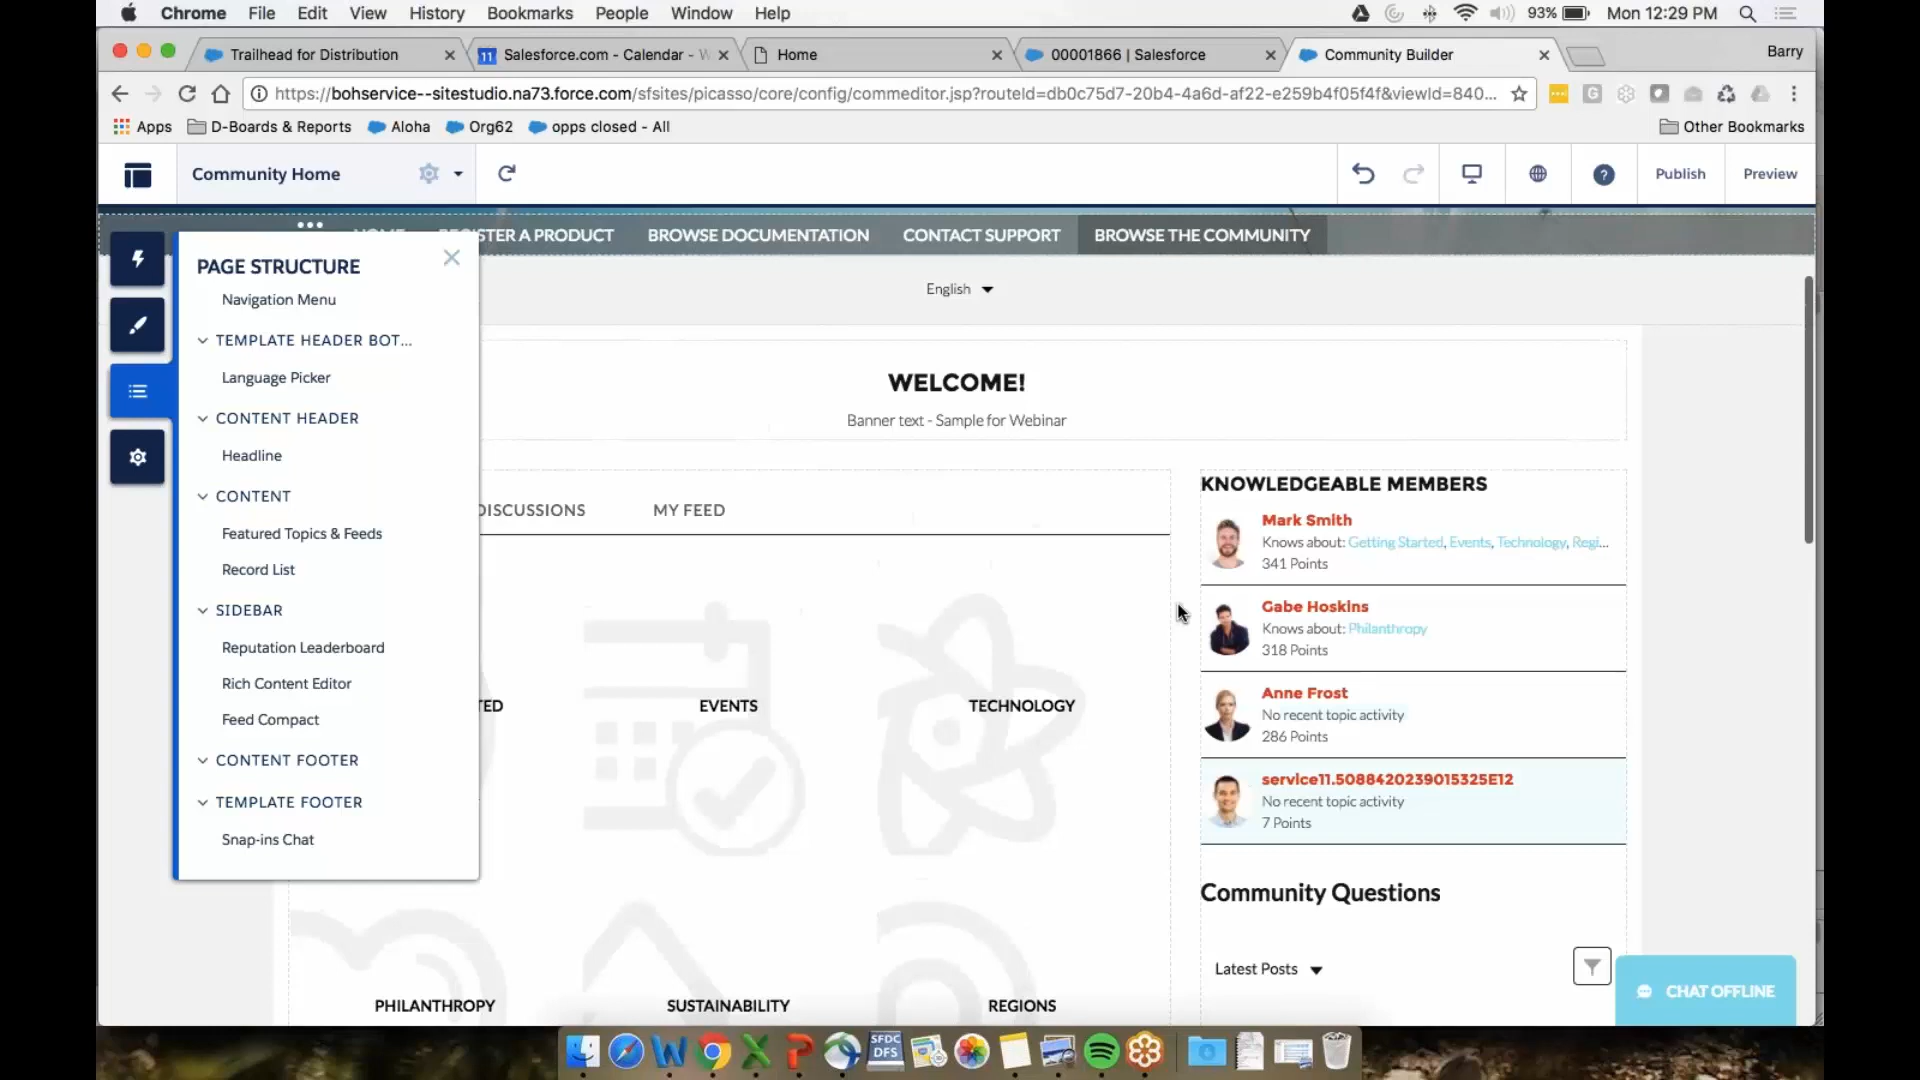 Chrome File Edit View History Bookmarks People Window Help 93% Mon 12:29 PM
Trailhead for Distribution 11 Salesforce.com - Calendar - W Home 00001866 | Salesforce Community Builder Barry
https://bohservice--sitestudio.na73.force.com/sfsites/picasso/core/config/commeditor.jsp?routeId=db0c75d7-20b4-4a6d-af22-e259b4f05f4f&viewId=840...
Apps D-Boards & Reports Aloha Org62 opps closed - All Other Bookmarks
Community Home Publish Preview
HOME REGISTER A PRODUCT BROWSE DOCUMENTATION CONTACT SUPPORT BROWSE THE COMMUNITY
English
PAGE STRUCTURE
Navigation Menu
TEMPLATE HEADER BOT...
Language Picker
CONTENT HEADER
Headline
CONTENT
Featured Topics & Feeds
Record List
SIDEBAR
Reputation Leaderboard
Rich Content Editor
Feed Compact
CONTENT FOOTER
TEMPLATE FOOTER
Snap-ins Chat
WELCOME!
Banner text - Sample for Webinar
DISCUSSIONS MY FEED
TED EVENTS TECHNOLOGY
PHILANTHROPY SUSTAINABILITY REGIONS
KNOWLEDGEABLE MEMBERS
Mark Smith
Knows about: Getting Started, Events, Technology, Regi...
341 Points
Gabe Hoskins
Knows about: Philanthropy
318 Points
Anne Frost
No recent topic activity
286 Points
service11.5088420239015325E12
No recent topic activity
7 Points
Community Questions
Latest Posts
CHAT OFFLINE
SFDC
DFS